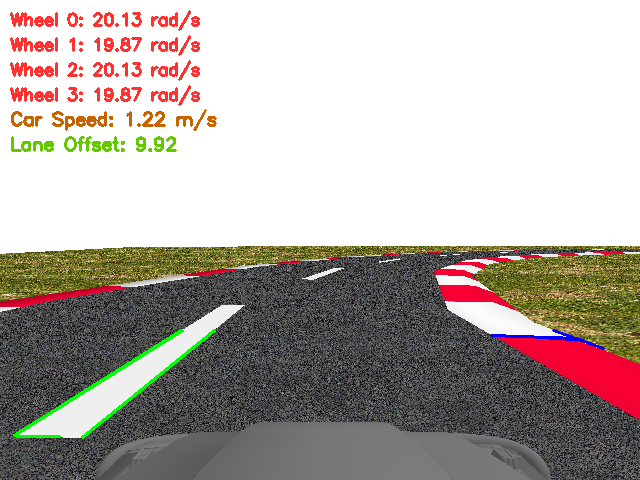 Wheel 0: 20.13 rad/s
Wheel 1: 19.87 rad/s
Wheel 2: 20.13 rad/s
Wheel 3: 19.87 rad/s
Car Speed: 1.22 m/s
Lane Offset: 9.92